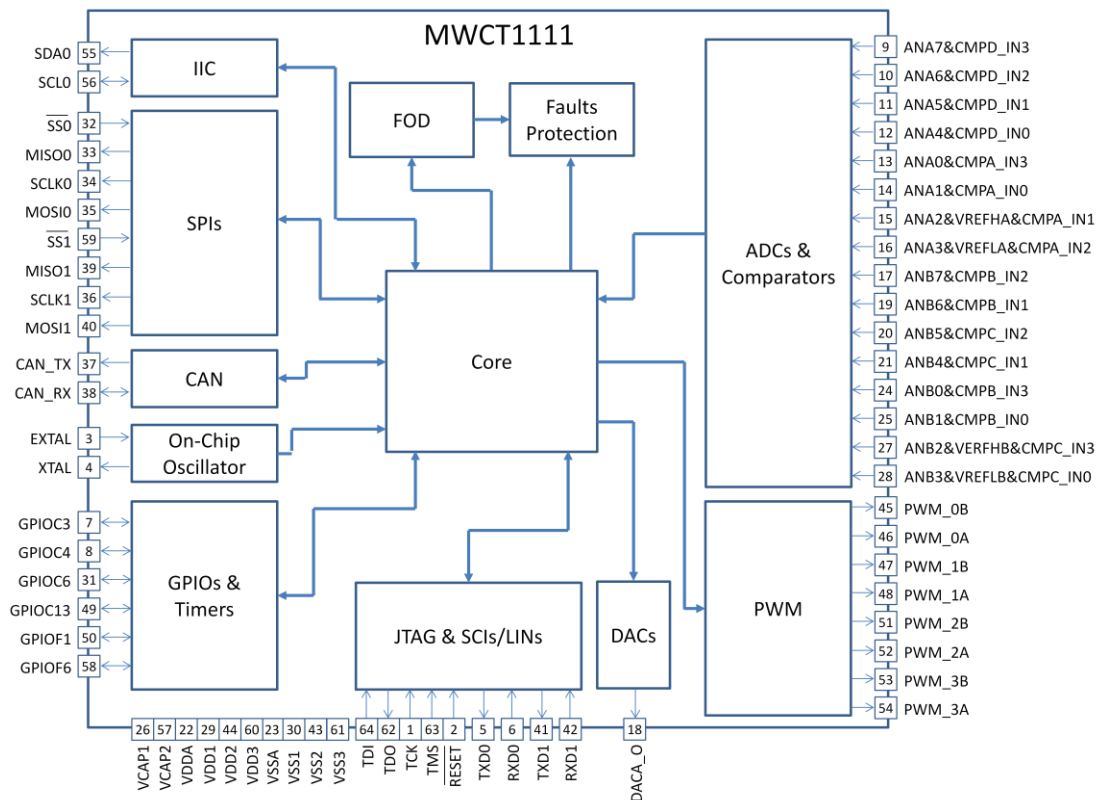 MWCT1111
SDA0 55
SCL0 56
IIC
SS0 32
MISO0 33
SCLK0 34
MOSI0 35
SS1 59
MISO1 39
SCLK1 36
MOSI1 40
SPIs
CAN_TX 37
CAN_RX 38
CAN
EXTAL 3
XTAL 4
On-Chip
Oscillator
GPIOC3 7
GPIOC4 8
GPIOC6 31
GPIOC13 49
GPIOF1 50
GPIOF6 58
GPIOs &
Timers
FOD
Faults
Protection
Core
JTAG & SCIs/LINs
DACs
ADCs &
Comparators
9 ANA7&CMPD_IN3
10 ANA6&CMPD_IN2
11 ANA5&CMPD_IN1
12 ANA4&CMPD_IN0
13 ANA0&CMPA_IN3
14 ANA1&CMPA_IN0
15 ANA2&VREFHA&CMPA_IN1
16 ANA3&VREFLA&CMPA_IN2
17 ANB7&CMPB_IN2
19 ANB6&CMPB_IN1
20 ANB5&CMPC_IN2
21 ANB4&CMPC_IN1
24 ANB0&CMPB_IN3
25 ANB1&CMPB_IN0
27 ANB2&VERFHB&CMPC_IN3
28 ANB3&VREFLB&CMPC_IN0
PWM
45 PWM_0B
46 PWM_0A
47 PWM_1B
48 PWM_1A
51 PWM_2B
52 PWM_2A
53 PWM_3B
54 PWM_3A
26 VCAP1
57 VCAP2
22 VDDA
29 VDD1
44 VDD2
60 VDD3
23 VSSA
30 VSS1
43 VSS2
61 VSS3
64 TDI
62 TDO
1 TCK
63 TMS
2 RESET
5 TXD0
6 RXD0
41 TXD1
42 RXD1
18 DACA_O